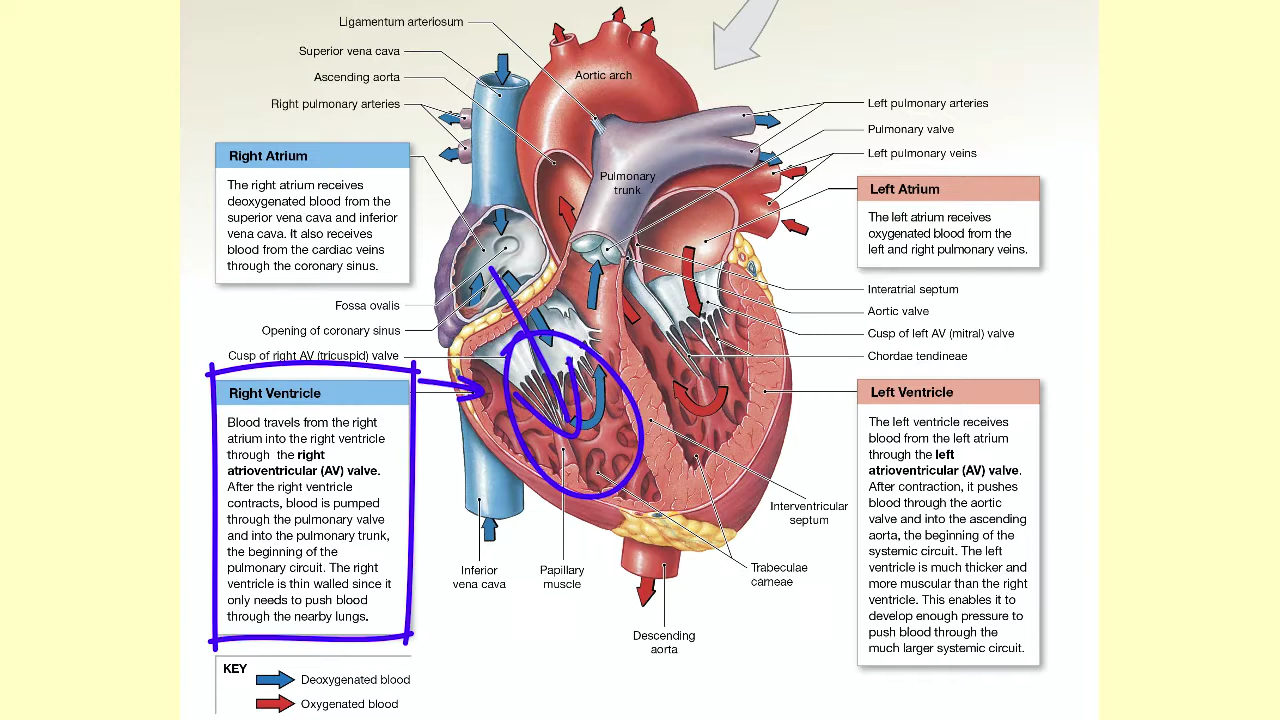 Ligamentum arteriosum
Superior vena cava
Ascending aorta
Right pulmonary arteries
Aortic arch
Pulmonary
trunk
Left pulmonary arteries
Pulmonary valve
Left pulmonary veins
Right Atrium
The right atrium receives
deoxygenated blood from the
superior vena cava and inferior
vena cava. It also receives
blood from the cardiac veins
through the coronary sinus.
Left Atrium
The left atrium receives
oxygenated blood from the
left and right pulmonary veins.
Fossa ovalis
Opening of coronary sinus
Cusp of right AV (tricuspid) valve
Interatrial septum
Aortic valve
Cusp of left AV (mitral) valve
Chordae tendineae
Right Ventricle
Blood travels from the right
atrium into the right ventricle
through the right
atrioventricular (AV) valve.
After the right ventricle
contracts, blood is pumped
through the pulmonary valve
and into the pulmonary trunk,
the beginning of the
pulmonary circuit. The right
ventricle is thin walled since it
only needs to push blood
through the nearby lungs.
Left Ventricle
The left ventricle receives
blood from the left atrium
through the left
atrioventricular (AV) valve.
After contraction, it pushes
blood through the aortic
valve and into the ascending
aorta, the beginning of the
systemic circuit. The left
ventricle is much thicker and
more muscular than the right
ventricle. This enables it to
develop enough pressure to
push blood through the
much larger systemic circuit.
Interventricular
septum
Inferior
vena cava
Papillary
muscle
Trabeculae
carneae
Descending
aorta
KEY
Deoxygenated blood
Oxygenated blood